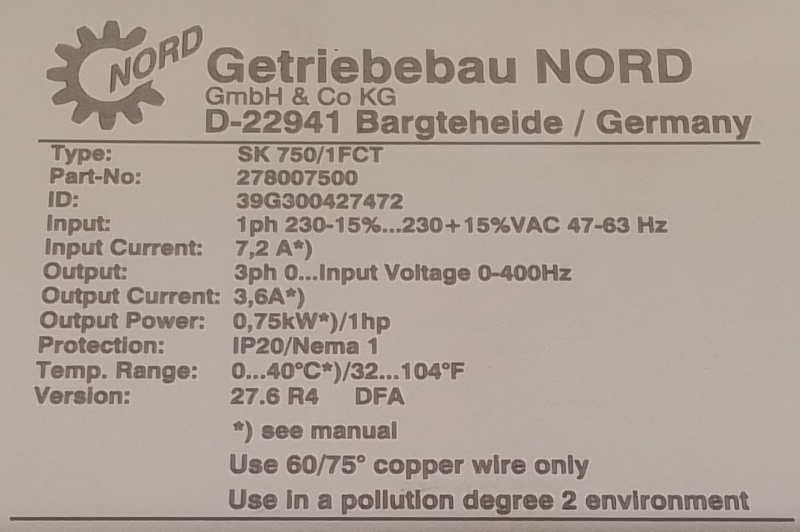 NORD
Getriebebau NORD
GmbH & Co KG
D-22941 Bargteheide / Germany
Type: SK 750/1FCT
Part-No: 278007500
ID: 39G300427472
Input: 1ph 230-15%...230+15%VAC 47-63 Hz
Input Current: 7,2 A*)
Output: 3ph 0...Input Voltage 0-400Hz
Output Current: 3,6A*)
Output Power: 0,75kW*)/1hp
Protection: IP20/Nema 1
Temp. Range: 0...40°C*)/32...104°F
Version: 27.6 R4 DFA
*) see manual
Use 60/75° copper wire only
Use in a pollution degree 2 environment